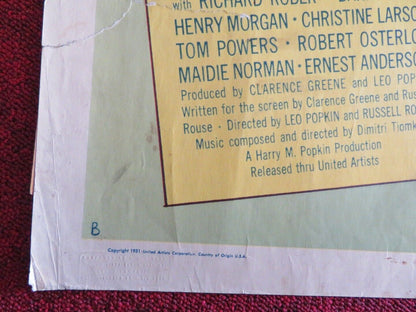 with RICHARD ROBER
HENRY MORGAN • CHRISTINE LARSO
TOM POWERS • ROBERT OSTERLO
MAIDIE NORMAN • ERNEST ANDERSO
Produced by CLARENCE GREENE and LEO POP
Written for the screen by Clarence Greene and Rus
Rouse • Directed by LEO POPKIN and RUSSELL RO
Music composed and directed by Dimitri Tiomk
A Harry M. Popkin Production
Released thru United Artists
B
Copyright 1951 United Artists Corporation. Country of Origin U.S.A.